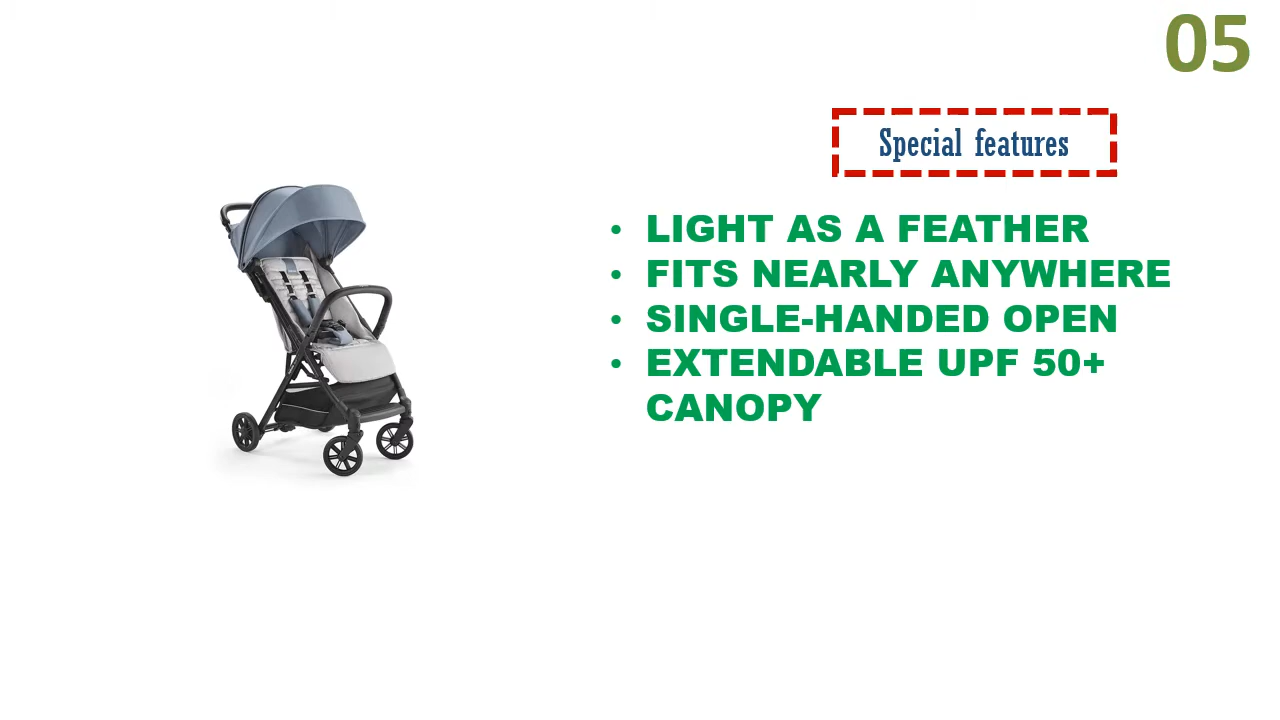 05
Special features
• LIGHT AS A FEATHER
• FITS NEARLY ANYWHERE
• SINGLE-HANDED OPEN
• EXTENDABLE UPF 50+
CANOPY